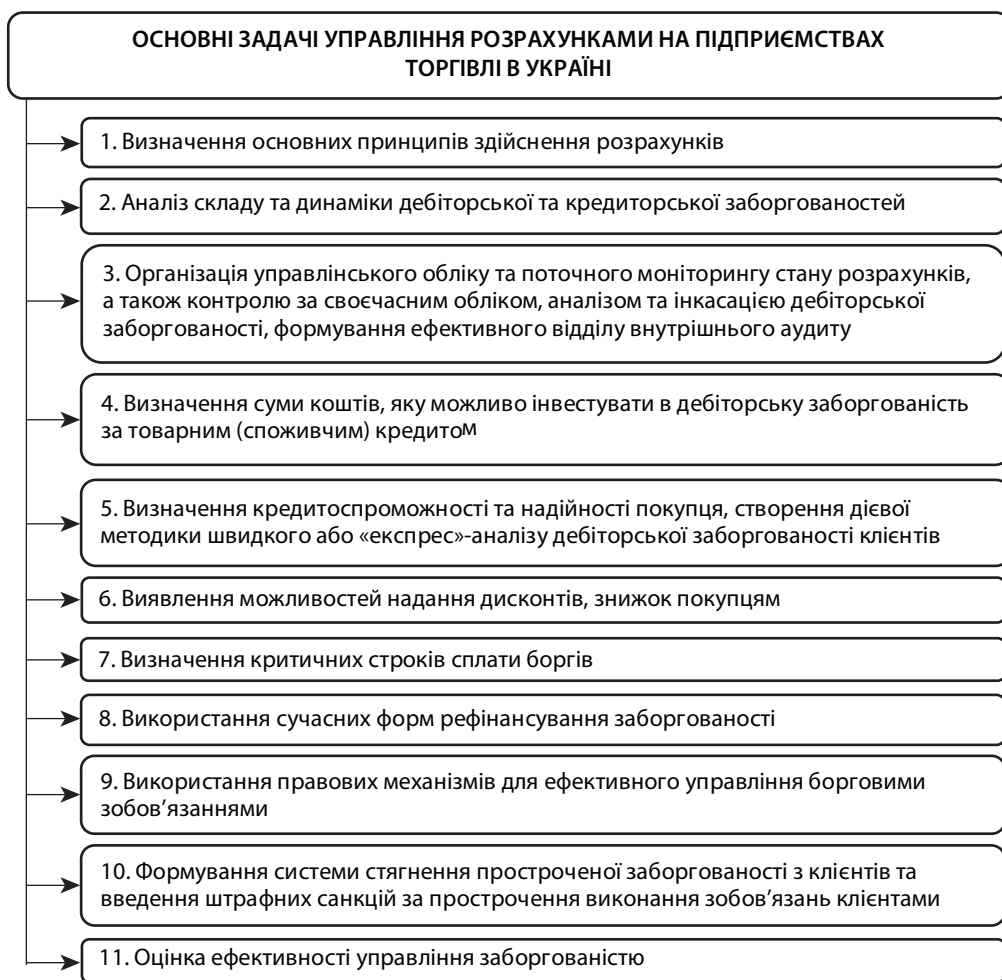 ОСНОВНІ ЗАДАЧІ УПРАВЛІННЯ РОЗРАХУНКАМИ НА ПІДПРИЄМСТВАХ
ТОРГІВЛІ В УКРАЇНІ
1. Визначення основних принципів здійснення розрахунків
2. Аналіз складу та динаміки дебіторської та кредиторської заборгованостей
3. Організація управлінського обліку та поточного моніторингу стану розрахунків,
а також контролю за своєчасним обліком, аналізом та інкасацією дебіторської
заборгованості, формування ефективного відділу внутрішнього аудиту
4. Визначення суми коштів, яку можливо інвестувати в дебіторську заборгованість
за товарним (споживчим) кредитом
5. Визначення кредитоспроможності та надійності покупця, створення дієвої
методики швидкого або «експрес»-аналізу дебіторської заборгованості клієнтів
6. Виявлення можливостей надання дисконтів, знижок покупцям
7. Визначення критичних строків сплати боргів
8. Використання сучасних форм рефінансування заборгованості
9. Використання правових механізмів для ефективного управління борговими
зобов’язаннями
10. Формування системи стягнення простроченої заборгованості з клієнтів та
введення штрафних санкцій за прострочення виконання зобов’язань клієнтами
11. Оцінка ефективності управління заборгованістю